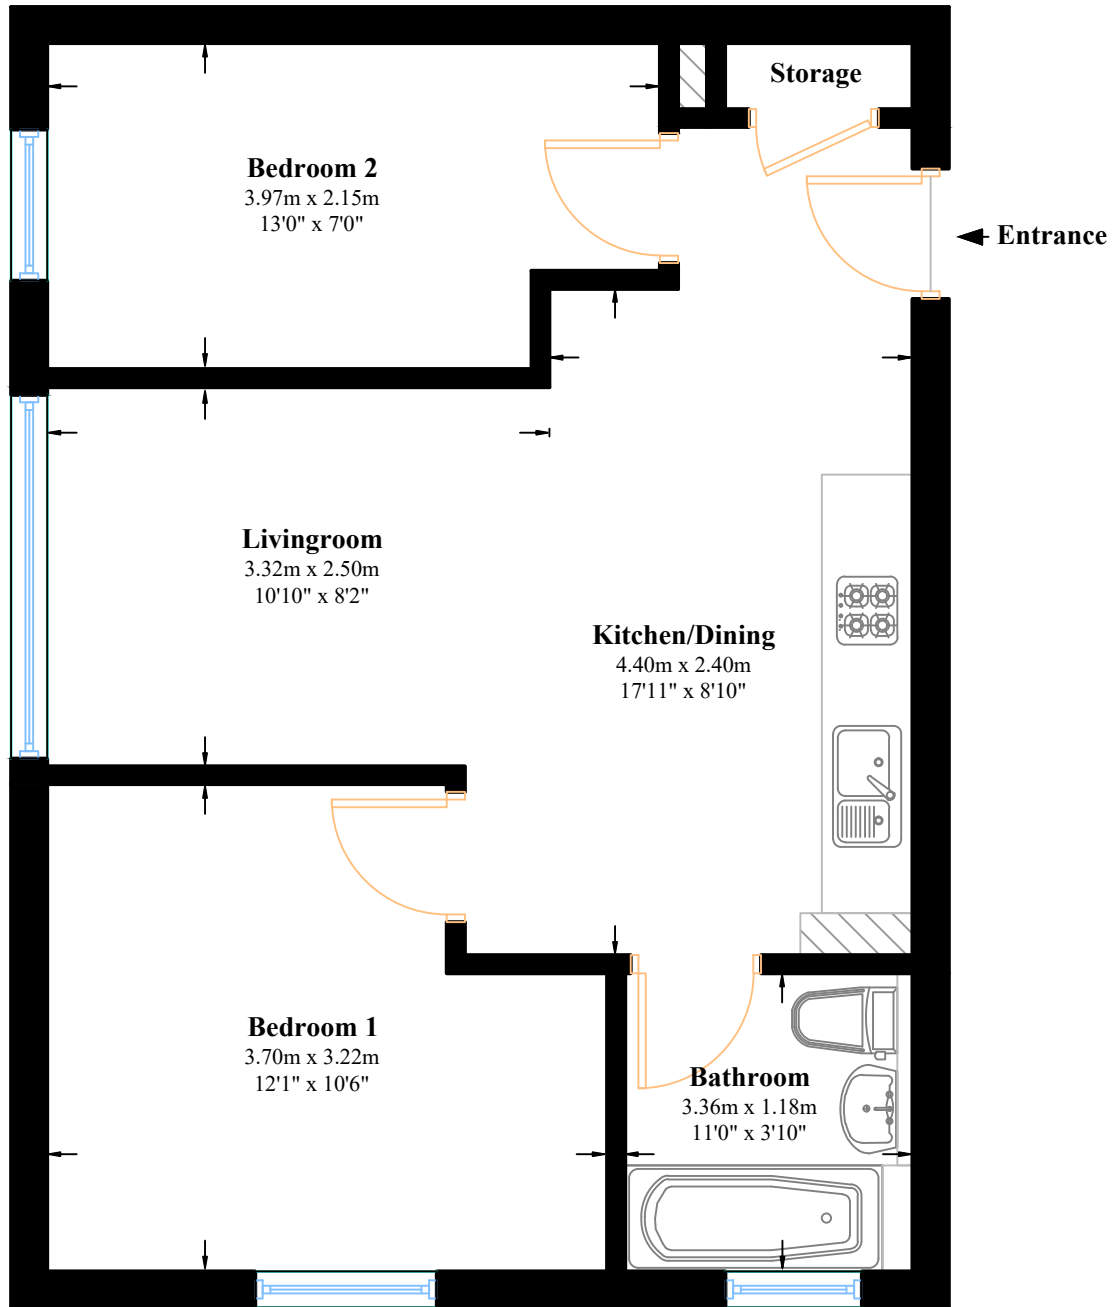 Storage
Bedroom 2
3.97m x 2.15m
13'0" x 7'0"
Entrance
Livingroom
3.32m x 2.50m
10'10" x 8'2"
Kitchen/Dining
4.40m x 2.40m
17'11" x 8'10"
Bedroom 1
3.70m x 3.22m
12'1" x 10'6"
Bathroom
3.36m x 1.18m
11'0" x 3'10"